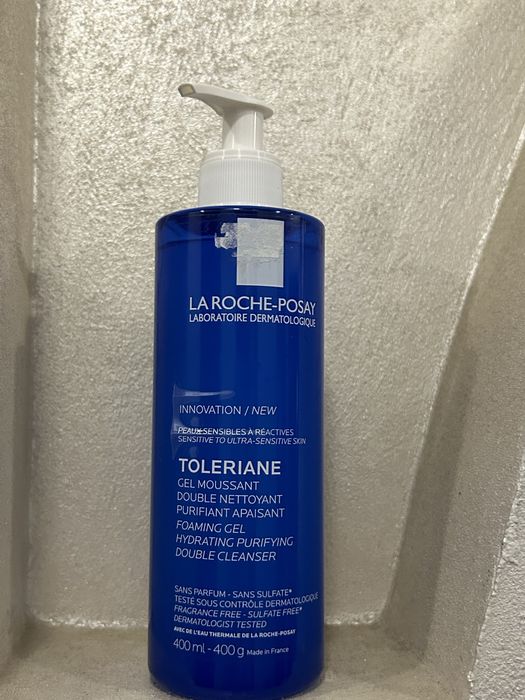 LA ROCHE-POSAY
LABORATOIRE DERMATOLOGIQUE
INNOVATION / NEW
PEAUX SENSIBLES À RÉACTIVES
SENSITIVE TO ULTRA-SENSITIVE SKIN
TOLERIANE
GEL MOUSSANT
DOUBLE NETTOYANT
PURIFIANT APAISANT
FOAMING GEL
HYDRATING PURIFYING
DOUBLE CLEANSER
SANS PARFUM - SANS SULFATE*
TESTÉ SOUS CONTRÔLE DERMATOLOGIQUE
FRAGRANCE FREE - SULFATE FREE*
DERMATOLOGIST TESTED
AVEC DE L'EAU THERMALE DE LA ROCHE-POSAY
400 ml - 400 g Made in France